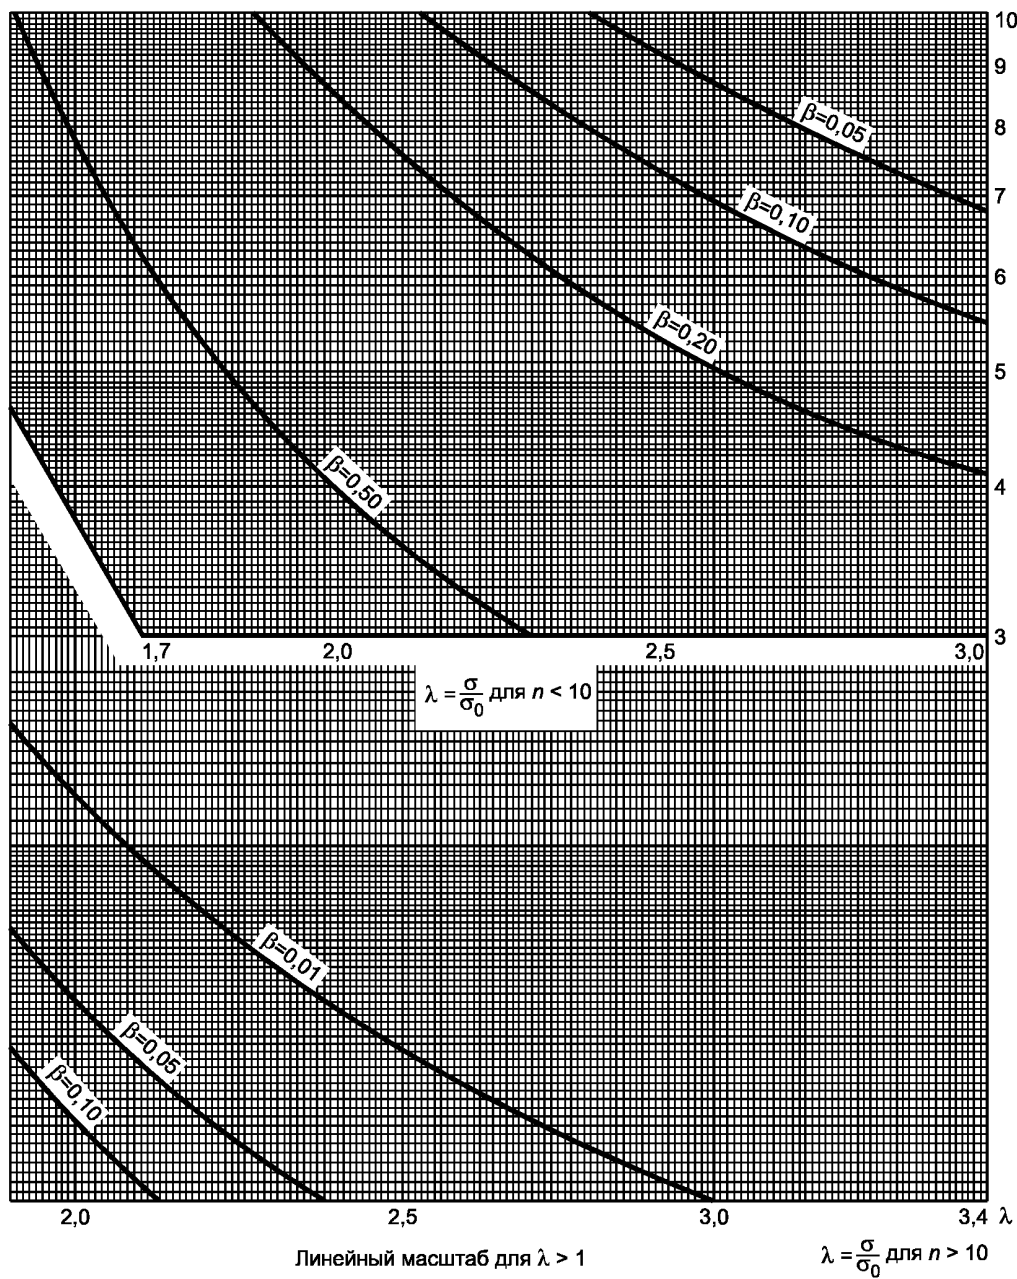 10
9
8
β=0,05
7
β=0,10
6
β=0,20
5
β=0,50
4
3
1,7 2,0 2,5 3,0
λ = σ/σ₀ для n < 10
β=0,01
β=0,05
β=0,10
2,0 2,5 3,0 3,4 λ
Линейный масштаб для λ > 1
λ = σ/σ₀ для n > 10